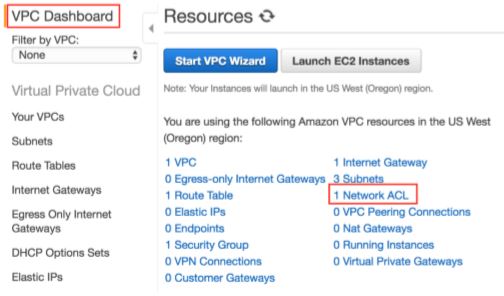 VPC Dashboard
Filter by VPC:
None
Virtual Private Cloud
Your VPCs
Subnets
Route Tables
Internet Gateways
Egress Only Internet
Gateways
DHCP Options Sets
Elastic IPs
Resources
Start VPC Wizard
Launch EC2 Instances
Note: Your Instances will launch in the US West (Oregon) region.
You are using the following Amazon VPC resources in the US West
(Oregon) region:
1 VPC
1 Internet Gateway
0 Egress-only Internet Gateways
3 Subnets
1 Route Table
1 Network ACL
0 Elastic IPs
0 VPC Peering Connections
0 Endpoints
0 Nat Gateways
1 Security Group
0 Running Instances
0 VPN Connections
0 Virtual Private Gateways
0 Customer Gateways